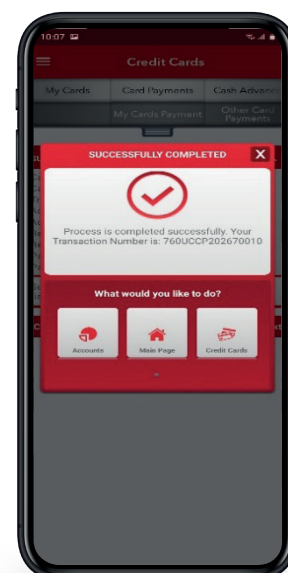 10:07
Credit Cards
My Cards
Card Payments
Cash Advance
My Cards Payment
Other Card
Payments
SUCCESSFULLY COMPLETED
X
Process is completed successfully. Your
Transaction Number is: 760UCCP202670010
What would you like to do?
Accounts
Main Page
Credit Cards